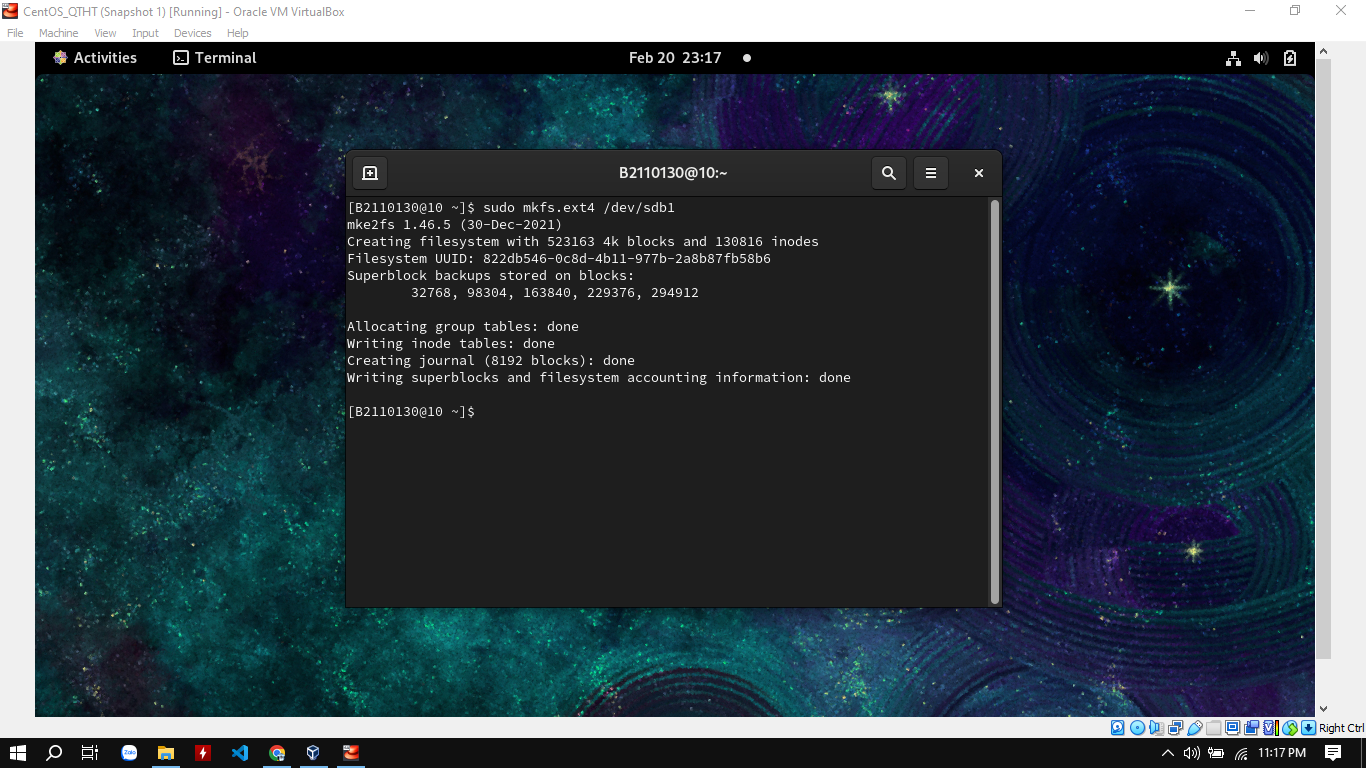 CentOS_QTHT (Snapshot 1) [Running] - Oracle VM VirtualBox
File Machine View Input Devices Help
Activities Terminal Feb 20 23:17
B2110130@10:~
[B2110130@10 ~]$ sudo mkfs.ext4 /dev/sdb1
mke2fs 1.46.5 (30-Dec-2021)
Creating filesystem with 523163 4k blocks and 130816 inodes
Filesystem UUID: 822db546-0c8d-4b11-977b-2a8b87fb58b6
Superblock backups stored on blocks:
32768, 98304, 163840, 229376, 294912
Allocating group tables: done
Writing inode tables: done
Creating journal (8192 blocks): done
Writing superblocks and filesystem accounting information: done
[B2110130@10 ~]$
Right Ctrl
Zalo
11:17 PM